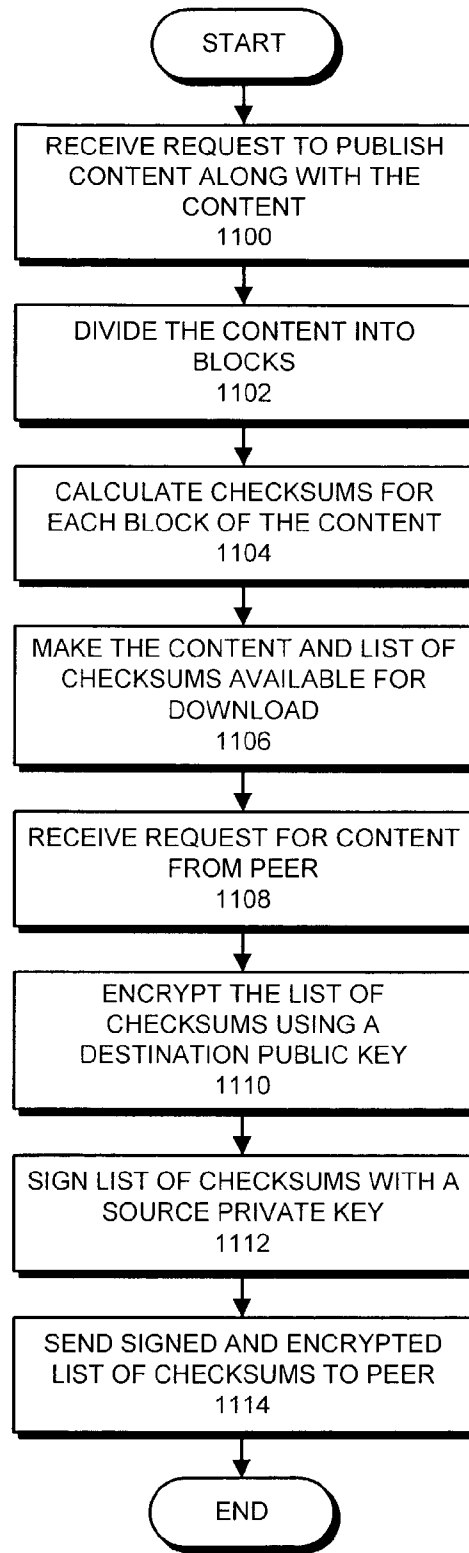 START
RECEIVE REQUEST TO PUBLISH
CONTENT ALONG WITH THE
CONTENT
1100
DIVIDE THE CONTENT INTO
BLOCKS
1102
CALCULATE CHECKSUMS FOR
EACH BLOCK OF THE CONTENT
1104
MAKE THE CONTENT AND LIST OF
CHECKSUMS AVAILABLE FOR
DOWNLOAD
1106
RECEIVE REQUEST FOR CONTENT
FROM PEER
1108
ENCRYPT THE LIST OF
CHECKSUMS USING A
DESTINATION PUBLIC KEY
1110
SIGN LIST OF CHECKSUMS WITH A
SOURCE PRIVATE KEY
1112
SEND SIGNED AND ENCRYPTED
LIST OF CHECKSUMS TO PEER
1114
END